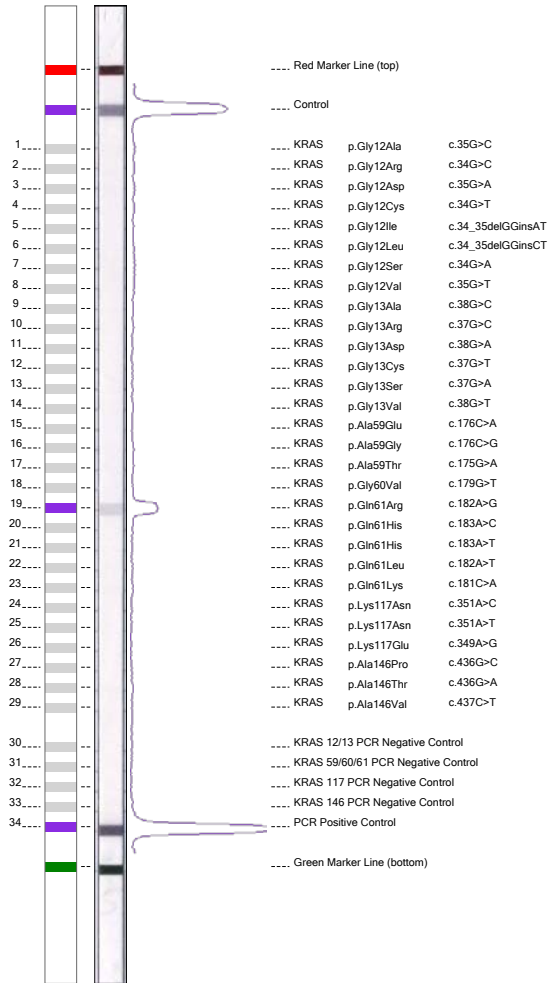 Red Marker Line (top)
Control
1 KRAS p.Gly12Ala c.35G>C
2 KRAS p.Gly12Arg c.34G>C
3 KRAS p.Gly12Asp c.35G>A
4 KRAS p.Gly12Cys c.34G>T
5 KRAS p.Gly12Ile c.34_35delGGinsAT
6 KRAS p.Gly12Leu c.34_35delGGinsCT
7 KRAS p.Gly12Ser c.34G>A
8 KRAS p.Gly12Val c.35G>T
9 KRAS p.Gly13Ala c.38G>C
10 KRAS p.Gly13Arg c.37G>C
11 KRAS p.Gly13Asp c.38G>A
12 KRAS p.Gly13Cys c.37G>T
13 KRAS p.Gly13Ser c.37G>A
14 KRAS p.Gly13Val c.38G>T
15 KRAS p.Ala59Glu c.176C>A
16 KRAS p.Ala59Gly c.176C>G
17 KRAS p.Ala59Thr c.175G>A
18 KRAS p.Gly60Val c.179G>T
19 KRAS p.Gln61Arg c.182A>G
20 KRAS p.Gln61His c.183A>C
21 KRAS p.Gln61His c.183A>T
22 KRAS p.Gln61Leu c.182A>T
23 KRAS p.Gln61Lys c.181C>A
24 KRAS p.Lys117Asn c.351A>C
25 KRAS p.Lys117Asn c.351A>T
26 KRAS p.Lys117Glu c.349A>G
27 KRAS p.Ala146Pro c.436G>C
28 KRAS p.Ala146Thr c.436G>A
29 KRAS p.Ala146Val c.437C>T
30 KRAS 12/13 PCR Negative Control
31 KRAS 59/60/61 PCR Negative Control
32 KRAS 117 PCR Negative Control
33 KRAS 146 PCR Negative Control
34 PCR Positive Control
Green Marker Line (bottom)